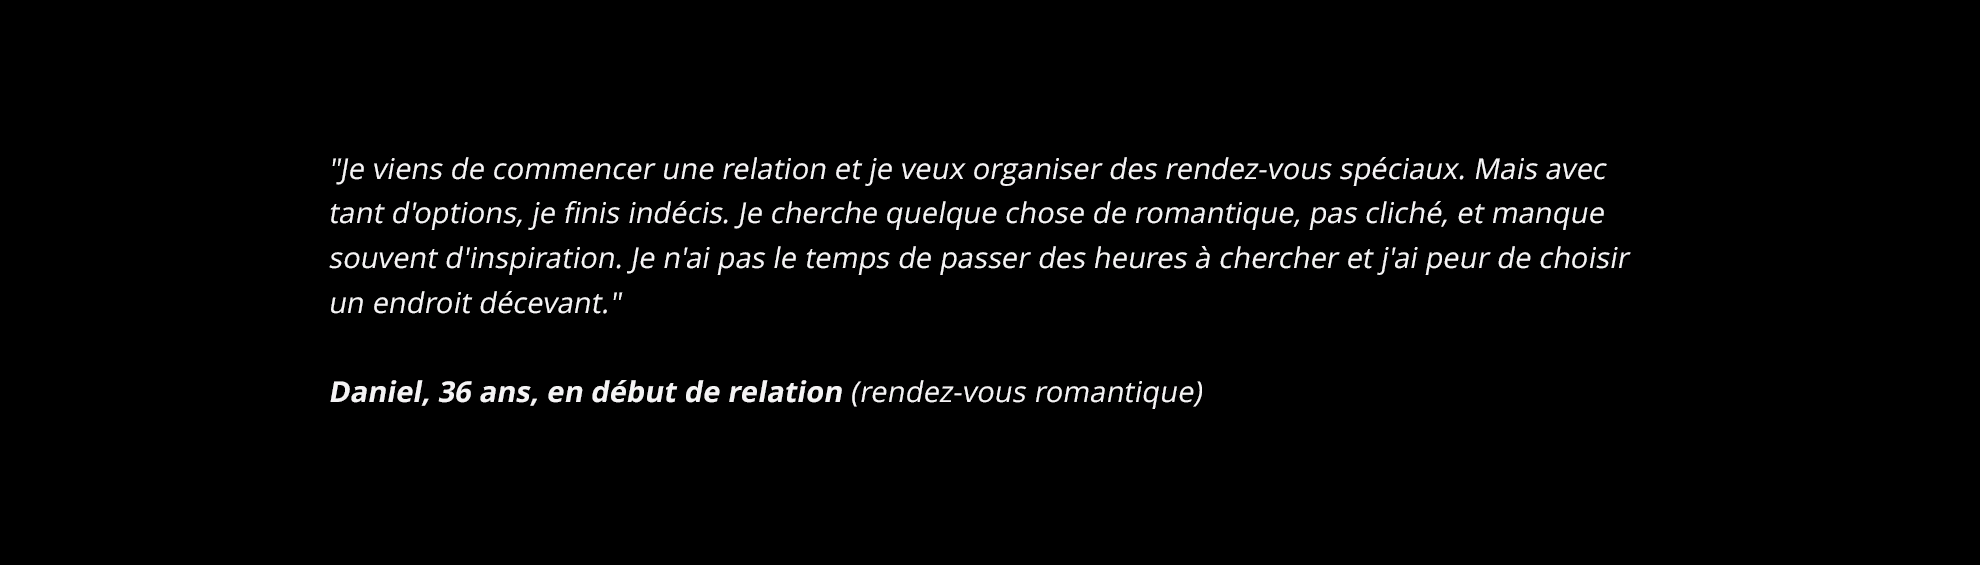 "Je viens de commencer une relation et je veux organiser des rendez-vous spéciaux. Mais avec
tant d'options, je finis indécis. Je cherche quelque chose de romantique, pas cliché, et manque
souvent d'inspiration. Je n'ai pas le temps de passer des heures à chercher et j'ai peur de choisir
un endroit décevant."
Daniel, 36 ans, en début de relation (rendez-vous romantique)